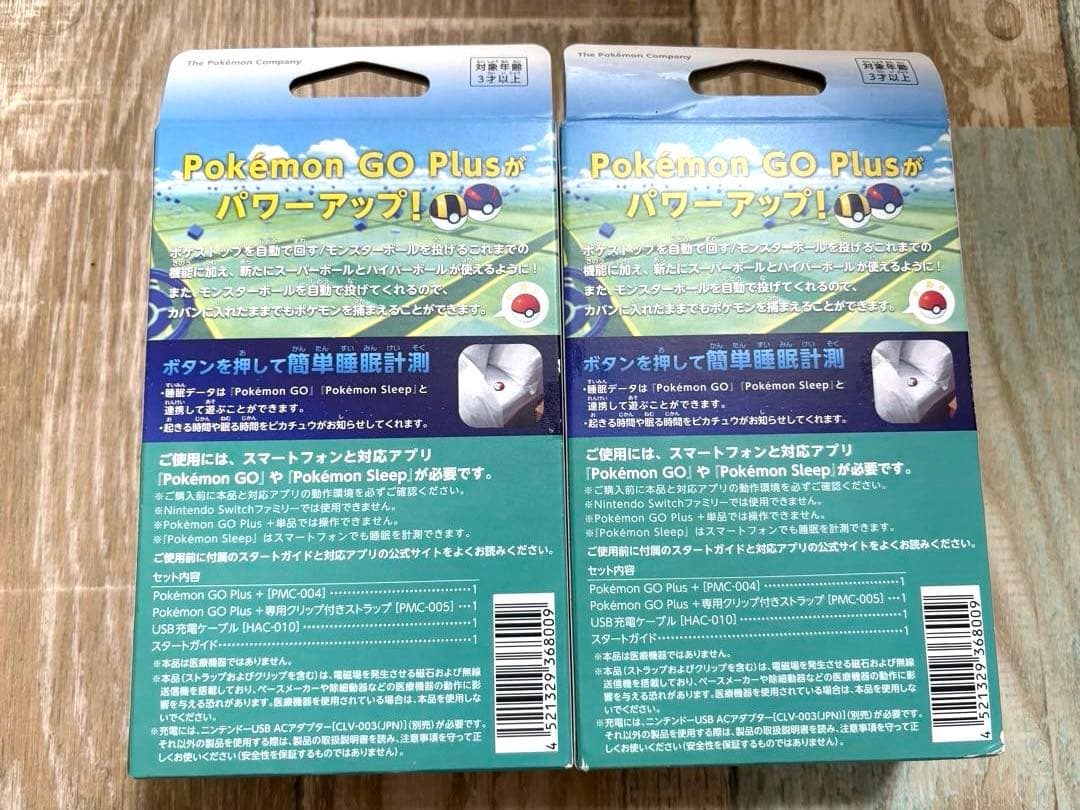 The Pokémon Company
対象年齢
3才以上
Pokémon GO Plusが
パワーアップ!
ポケストップを自動で回す/モンスターボールを投げるこれまでの
機能に加え、新たにスーパーボールとハイパーボールが使えるように!
また、モンスターボールを自動で投げてくれるので、
カバンに入れたままでもポケモンを捕まえることができます。
ボタンを押して簡単睡眠計測
・睡眠データは『Pokémon GO』『Pokémon Sleep』と
連携して遊ぶことができます。
・起きる時間や眠る時間をピカチュウがお知らせしてくれます。
ご使用には、スマートフォンと対応アプリ
『Pokémon GO』や『Pokémon Sleep』が必要です。
※ご購入前に本品と対応アプリの動作環境を必ずご確認ください。
※Nintendo Switchファミリーでは使用できません。
※Pokémon GO Plus +単品では操作できません。
※『Pokémon Sleep』はスマートフォンでも睡眠を計測できます。
ご使用前に付属のスタートガイドと対応アプリの公式サイトをよくお読みください。
セット内容
Pokémon GO Plus + [PMC-004] ……………………………1
Pokémon GO Plus +専用クリップ付きストラップ [PMC-005] …1
USB充電ケーブル [HAC-010] ……………………………1
スタートガイド……………………………………………1
※本品は医療機器ではありません。
※本品(ストラップおよびクリップを含む)は、電磁場を発生させる磁石および無線
送信機を搭載しており、ペースメーカーや除細動器などの医療機器の動作に影
響を与える恐れがあります。医療機器を使用されている場合は、本品を使用しな
いでください。
※充電には、ニンテンドーUSB ACアダプター[CLV-003(JPN)](別売)が必要です。
それ以外の製品を使用する際は、製品の取扱説明書を読み、注意事項を守って正
しくお使いください(安全性を保証するものではありません)。
4 521329 368009
The Pokémon Company
対象年齢
3才以上
Pokémon GO Plusが
パワーアップ!
ポケストップを自動で回す/モンスターボールを投げるこれまでの
機能に加え、新たにスーパーボールとハイパーボールが使えるように!
また、モンスターボールを自動で投げてくれるので、
カバンに入れたままでもポケモンを捕まえることができます。
ボタンを押して簡単睡眠計測
・睡眠データは『Pokémon GO』『Pokémon Sleep』と
連携して遊ぶことができます。
・起きる時間や眠る時間をピカチュウがお知らせしてくれます。
ご使用には、スマートフォンと対応アプリ
『Pokémon GO』や『Pokémon Sleep』が必要です。
※ご購入前に本品と対応アプリの動作環境を必ずご確認ください。
※Nintendo Switchファミリーでは使用できません。
※Pokémon GO Plus +単品では操作できません。
※『Pokémon Sleep』はスマートフォンでも睡眠を計測できます。
ご使用前に付属のスタートガイドと対応アプリの公式サイトをよくお読みください。
セット内容
Pokémon GO Plus + [PMC-004] ……………………………1
Pokémon GO Plus +専用クリップ付きストラップ [PMC-005] …1
USB充電ケーブル [HAC-010] ……………………………1
スタートガイド……………………………………………1
※本品は医療機器ではありません。
※本品(ストラップおよびクリップを含む)は、電磁場を発生させる磁石および無線
送信機を搭載しており、ペースメーカーや除細動器などの医療機器の動作に影
響を与える恐れがあります。医療機器を使用されている場合は、本品を使用しな
いでください。
※充電には、ニンテンドーUSB ACアダプター[CLV-003(JPN)](別売)が必要です。
それ以外の製品を使用する際は、製品の取扱説明書を読み、注意事項を守って正
しくお使いください(安全性を保証するものではありません)。
4 521329 368009